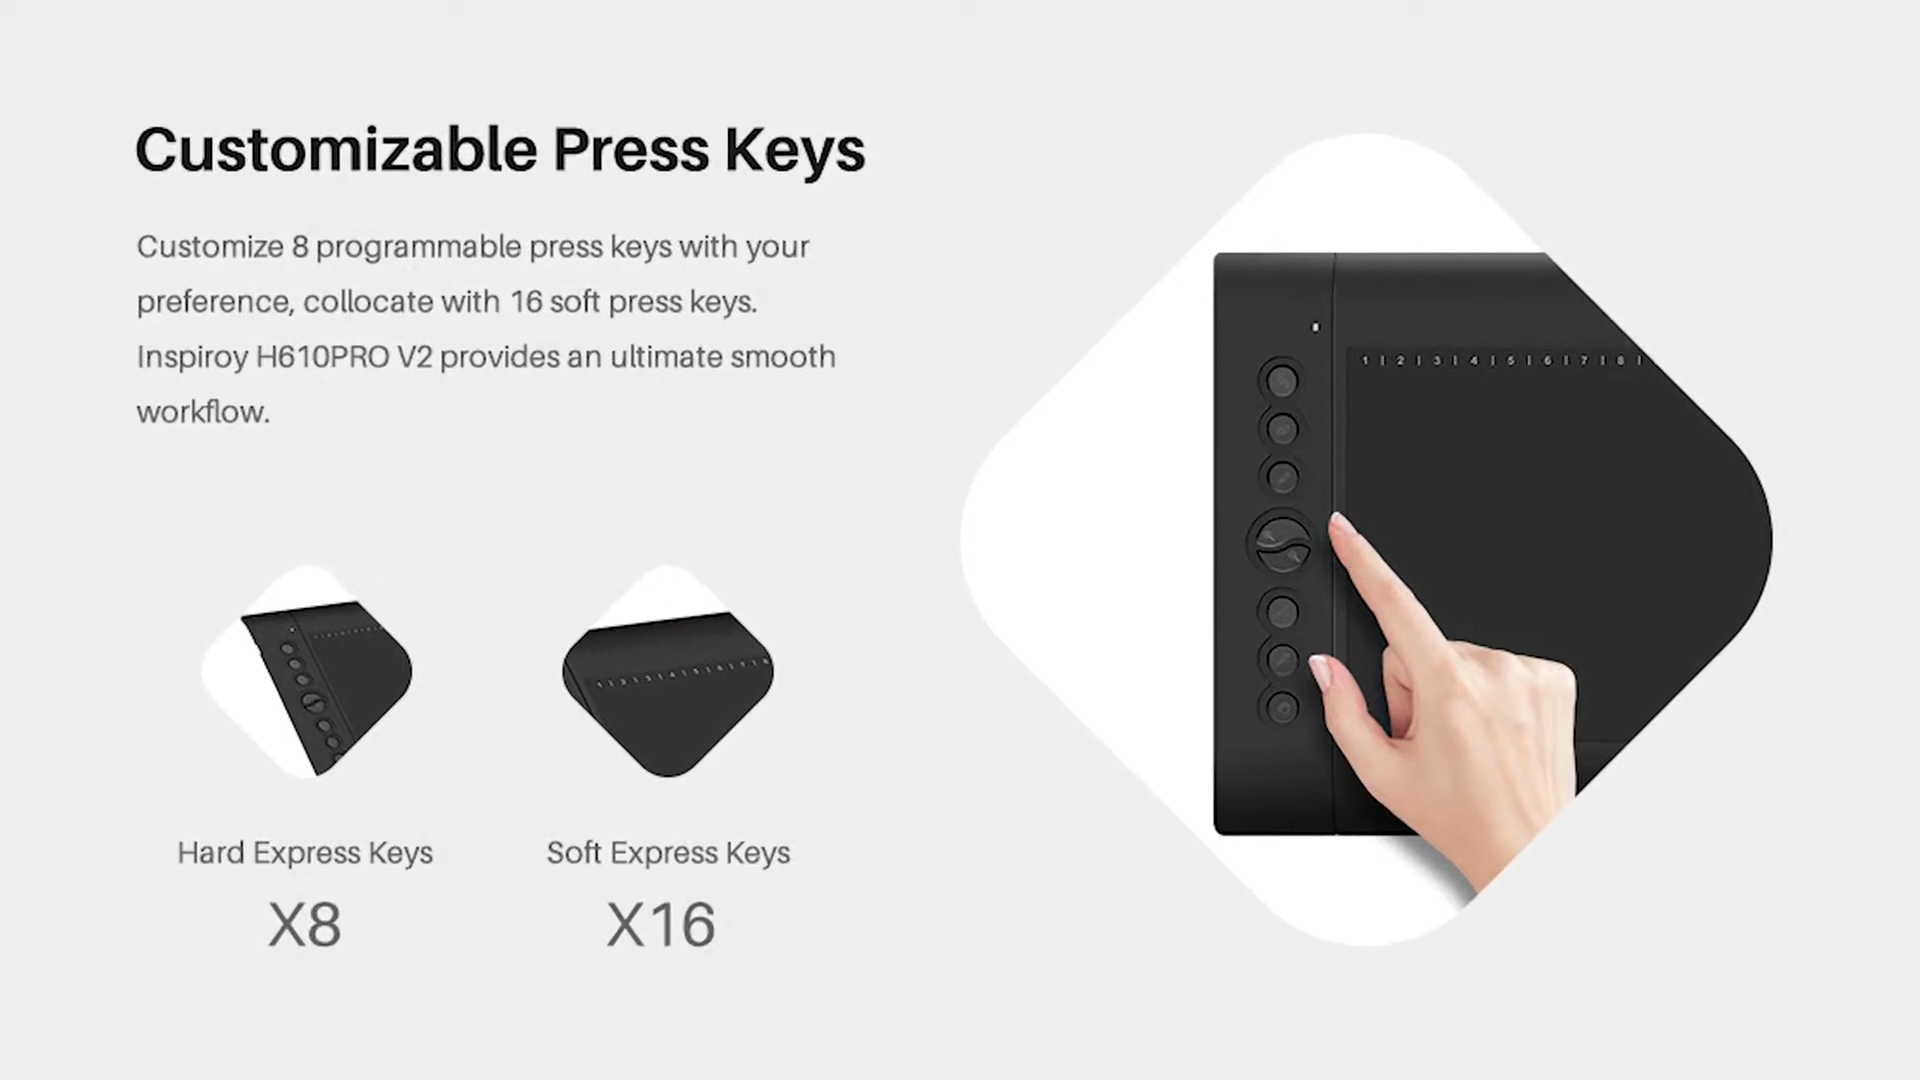 Customizable Press Keys
Customize 8 programmable press keys with your
preference, collocate with 16 soft press keys.
Inspiroy H610PRO V2 provides an ultimate smooth
workflow.
1 | 2 | 3 | 4 | 5 | 6 | 7 | 8 |
Hard Express Keys
X8
Soft Express Keys
X16